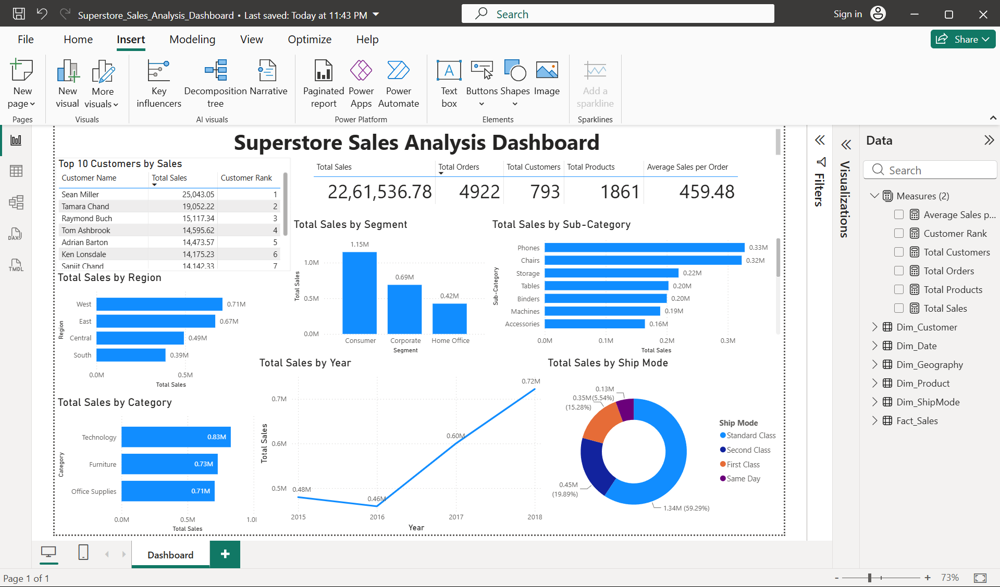 Superstore_Sales_Analysis_Dashboard • Last saved: Today at 11:43 PM
Search
Sign in
File
Home
Insert
Modeling
View
Optimize
Help
Share
New page
Pages
New visual
More visuals
Visuals
Key influencers
Decomposition tree
Narrative
AI visuals
Paginated report
Power Apps
Power Automate
Power Platform
Text box
Buttons
Shapes
Image
Elements
Add a sparkline
Sparklines
DAX
TMDL
Superstore Sales Analysis Dashboard
Top 10 Customers by Sales
Customer Name Total Sales Customer Rank
Sean Miller 25,043.05 1
Tamara Chand 19,052.22 2
Raymond Buch 15,117.34 3
Tom Ashbrook 14,595.62 4
Adrian Barton 14,473.57 5
Ken Lonsdale 14,175.23 6
Sanjit Chand 14,142.33 7
Total Sales Total Orders Total Customers Total Products Average Sales per Order
22,61,536.78 4922 793 1861 459.48
Total Sales by Segment
Total Sales
1.0M
0.5M
0.0M
1.15M
0.69M
0.42M
Consumer Corporate Home Office
Segment
Total Sales by Sub-Category
Sub-Category
Phones 0.33M
Chairs 0.32M
Storage 0.22M
Tables 0.20M
Binders 0.20M
Machines 0.19M
Accessories 0.16M
0.0M 0.1M 0.2M 0.3M
Total Sales
Total Sales by Region
Region
West 0.71M
East 0.67M
Central 0.49M
South 0.39M
0.0M 0.5M
Total Sales
Total Sales by Category
Category
Technology 0.83M
Furniture 0.73M
Office Supplies 0.71M
0.0M 0.5M 1.0
Total Sales
Total Sales by Year
Total Sales
0.7M
0.6M
0.5M
0.48M
0.46M
0.60M
0.72M
2015 2016 2017 2018
Year
Total Sales by Ship Mode
0.13M
(5.54%)
0.35M
(15.28%)
0.45M
(19.89%)
1.34M (59.29%)
Ship Mode
Standard Class
Second Class
First Class
Same Day
Filters
Visualizations
Data
Search
Measures (2)
Average Sales p...
Customer Rank
Total Customers
Total Orders
Total Products
Total Sales
Dim_Customer
Dim_Date
Dim_Geography
Dim_Product
Dim_ShipMode
Fact_Sales
Dashboard
+
Page 1 of 1
- + 73%